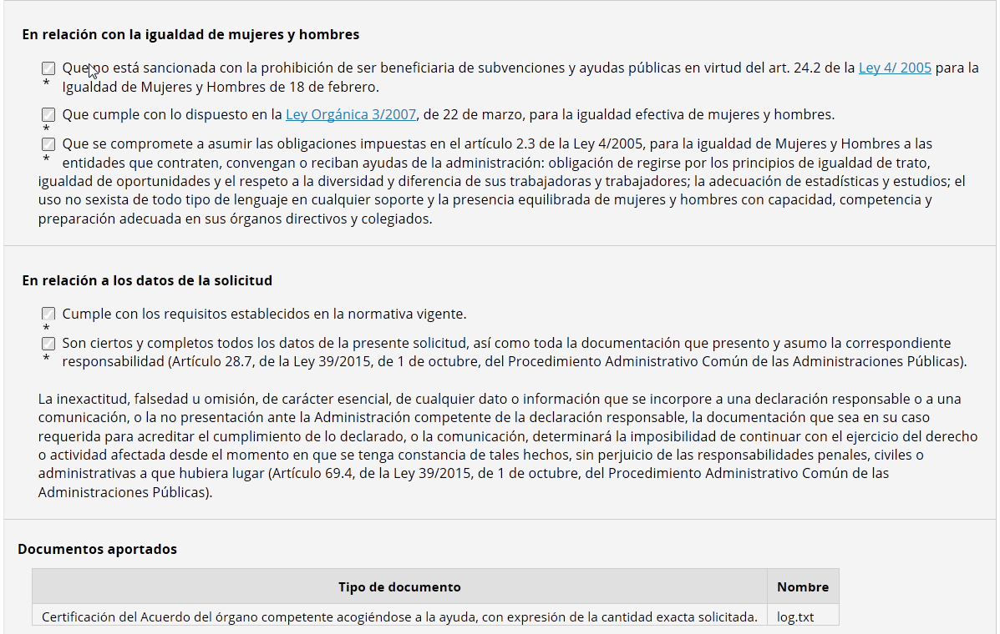 En relación con la igualdad de mujeres y hombres
Que no está sancionada con la prohibición de ser beneficiaria de subvenciones y ayudas públicas en virtud del art. 24.2 de la Ley 4/ 2005 para la
* Igualdad de Mujeres y Hombres de 18 de febrero.
Que cumple con lo dispuesto en la Ley Orgánica 3/2007, de 22 de marzo, para la igualdad efectiva de mujeres y hombres.
*
Que se compromete a asumir las obligaciones impuestas en el artículo 2.3 de la Ley 4/2005, para la igualdad de Mujeres y Hombres a las
* entidades que contraten, convengan o reciban ayudas de la administración: obligación de regirse por los principios de igualdad de trato,
igualdad de oportunidades y el respeto a la diversidad y diferencia de sus trabajadoras y trabajadores; la adecuación de estadísticas y estudios; el
uso no sexista de todo tipo de lenguaje en cualquier soporte y la presencia equilibrada de mujeres y hombres con capacidad, competencia y
preparación adecuada en sus órganos directivos y colegiados.
En relación a los datos de la solicitud
Cumple con los requisitos establecidos en la normativa vigente.
*
Son ciertos y completos todos los datos de la presente solicitud, así como toda la documentación que presento y asumo la correspondiente
* responsabilidad (Artículo 28.7, de la Ley 39/2015, de 1 de octubre, del Procedimiento Administrativo Común de las Administraciones Públicas).
La inexactitud, falsedad u omisión, de carácter esencial, de cualquier dato o información que se incorpore a una declaración responsable o a una
comunicación, o la no presentación ante la Administración competente de la declaración responsable, la documentación que sea en su caso
requerida para acreditar el cumplimiento de lo declarado, o la comunicación, determinará la imposibilidad de continuar con el ejercicio del derecho
o actividad afectada desde el momento en que se tenga constancia de tales hechos, sin perjuicio de las responsabilidades penales, civiles o
administrativas a que hubiera lugar (Artículo 69.4, de la Ley 39/2015, de 1 de octubre, del Procedimiento Administrativo Común de las
Administraciones Públicas).
Documentos aportados
Tipo de documento Nombre
Certificación del Acuerdo del órgano competente acogiéndose a la ayuda, con expresión de la cantidad exacta solicitada. log.txt